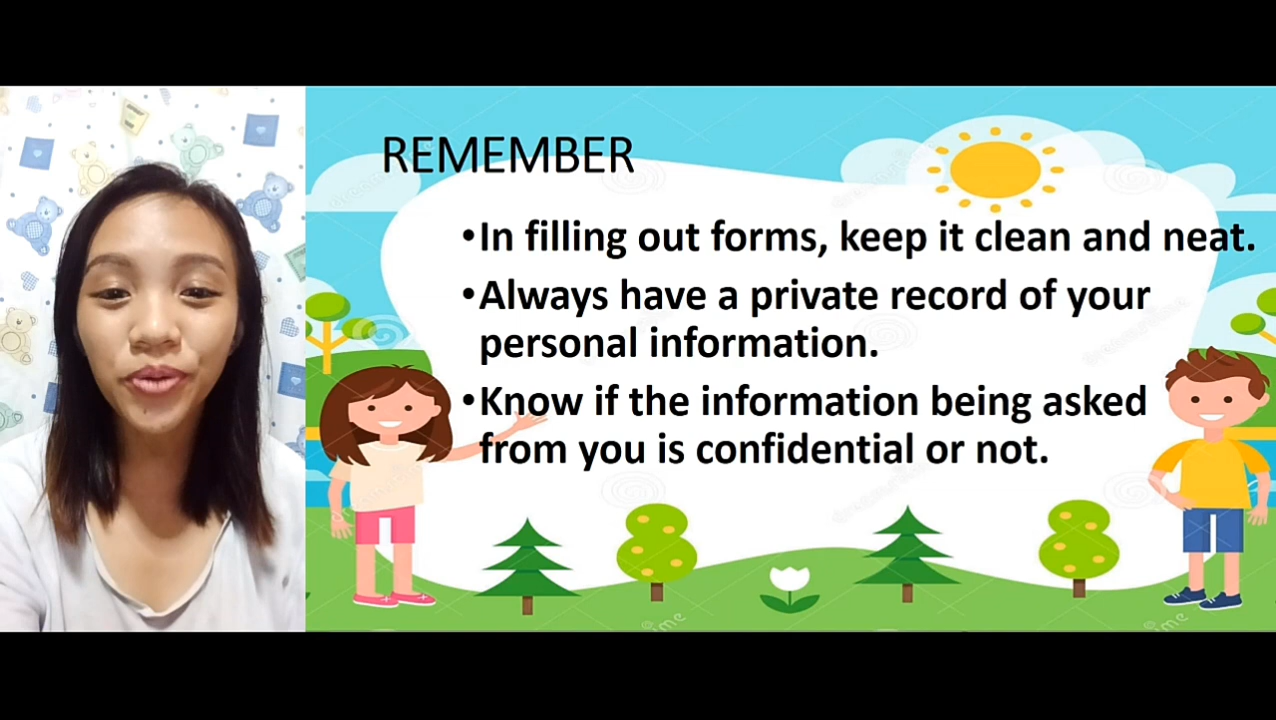 REMEMBER
•In filling out forms, keep it clean and neat.
•Always have a private record of your
personal information.
•Know if the information being asked
from you is confidential or not.